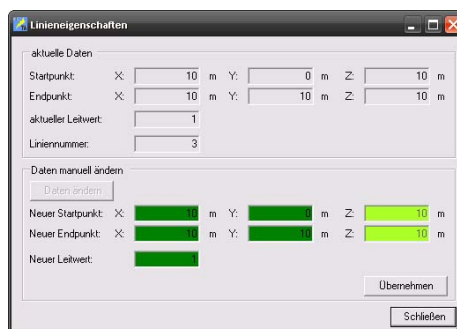 Linieneigenschaften
aktuelle Daten
Startpunkt: X: 10 m Y: 0 m Z: 10 m
Endpunkt: X: 10 m Y: 10 m Z: 10 m
aktueller Leitwert: 1
Liniennummer: 3
Daten manuell ändern
Daten ändern
Neuer Startpunkt: X: 10 m Y: 0 m Z: 10 m
Neuer Endpunkt: X: 10 m Y: 10 m Z: 10 m
Neuer Leitwert: 1
Übernehmen
Schließen